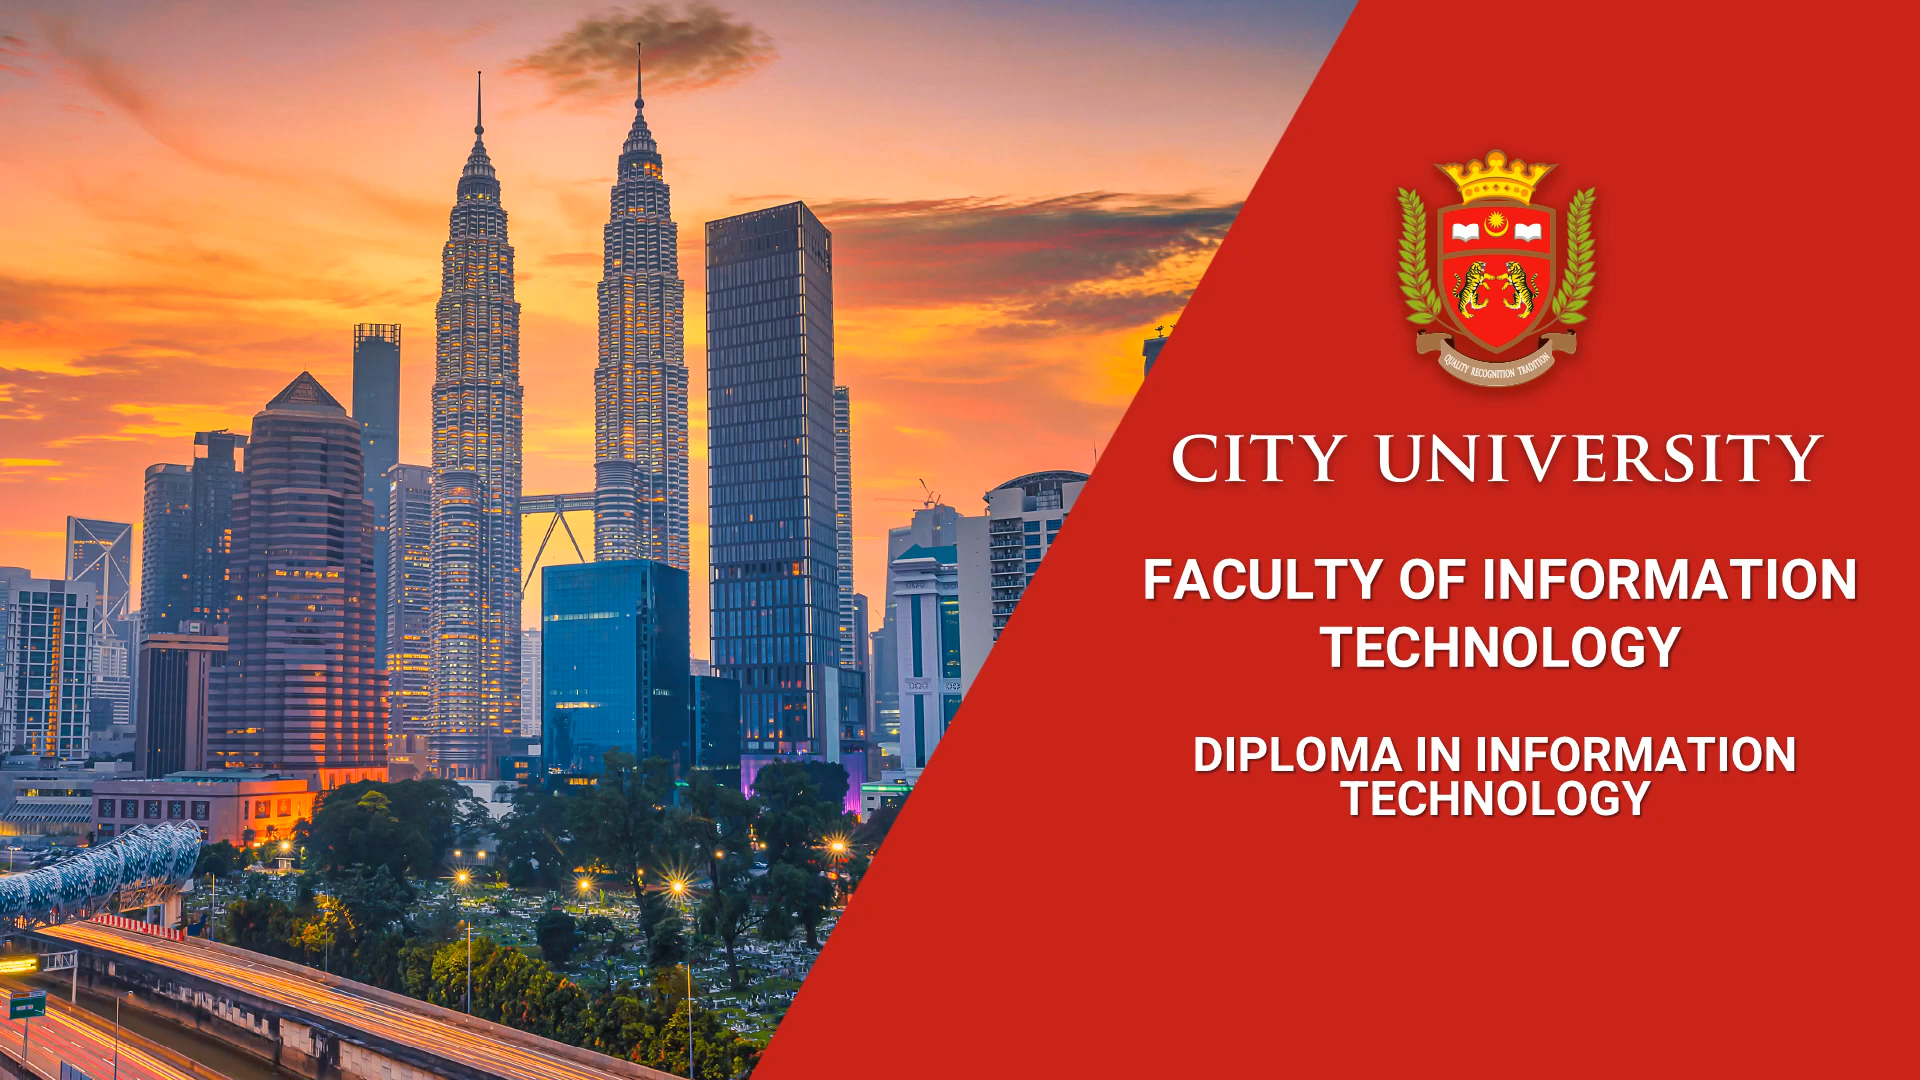 QUALITY RECOGNITION TRADITION
CITY UNIVERSITY
FACULTY OF INFORMATION
TECHNOLOGY
DIPLOMA IN INFORMATION
TECHNOLOGY